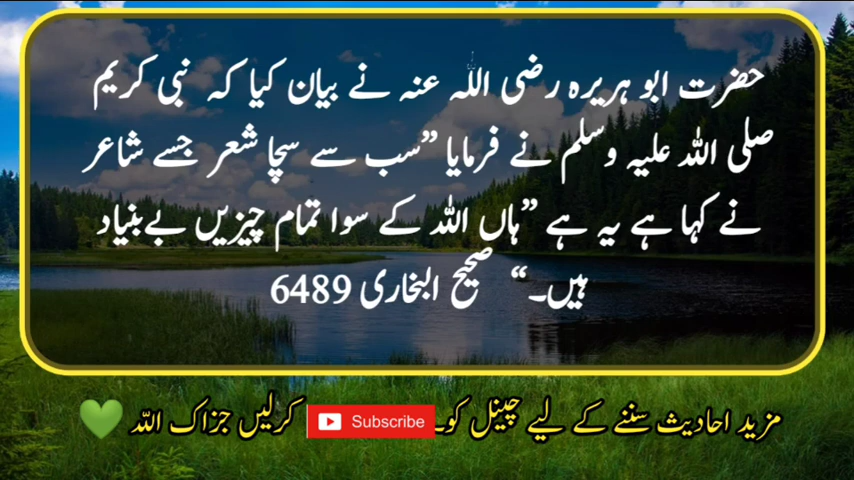 حضرت ابو ہریرہ رضی اللہ عنہ نے بیان کیا کہ نبی کریم
صلی اللہ علیہ وسلم نے فرمایا ”سب سے سچا شعر جسے شاعر
نے کہا ہے یہ ہے ”ہاں اللہ کے سوا تمام چیزیں بے بنیاد
ہیں۔“ صحیح البخاری 6489
مزید احادیث سننے کے لیے چینل کو Subscribe کرلیں جزاک اللہ 💚